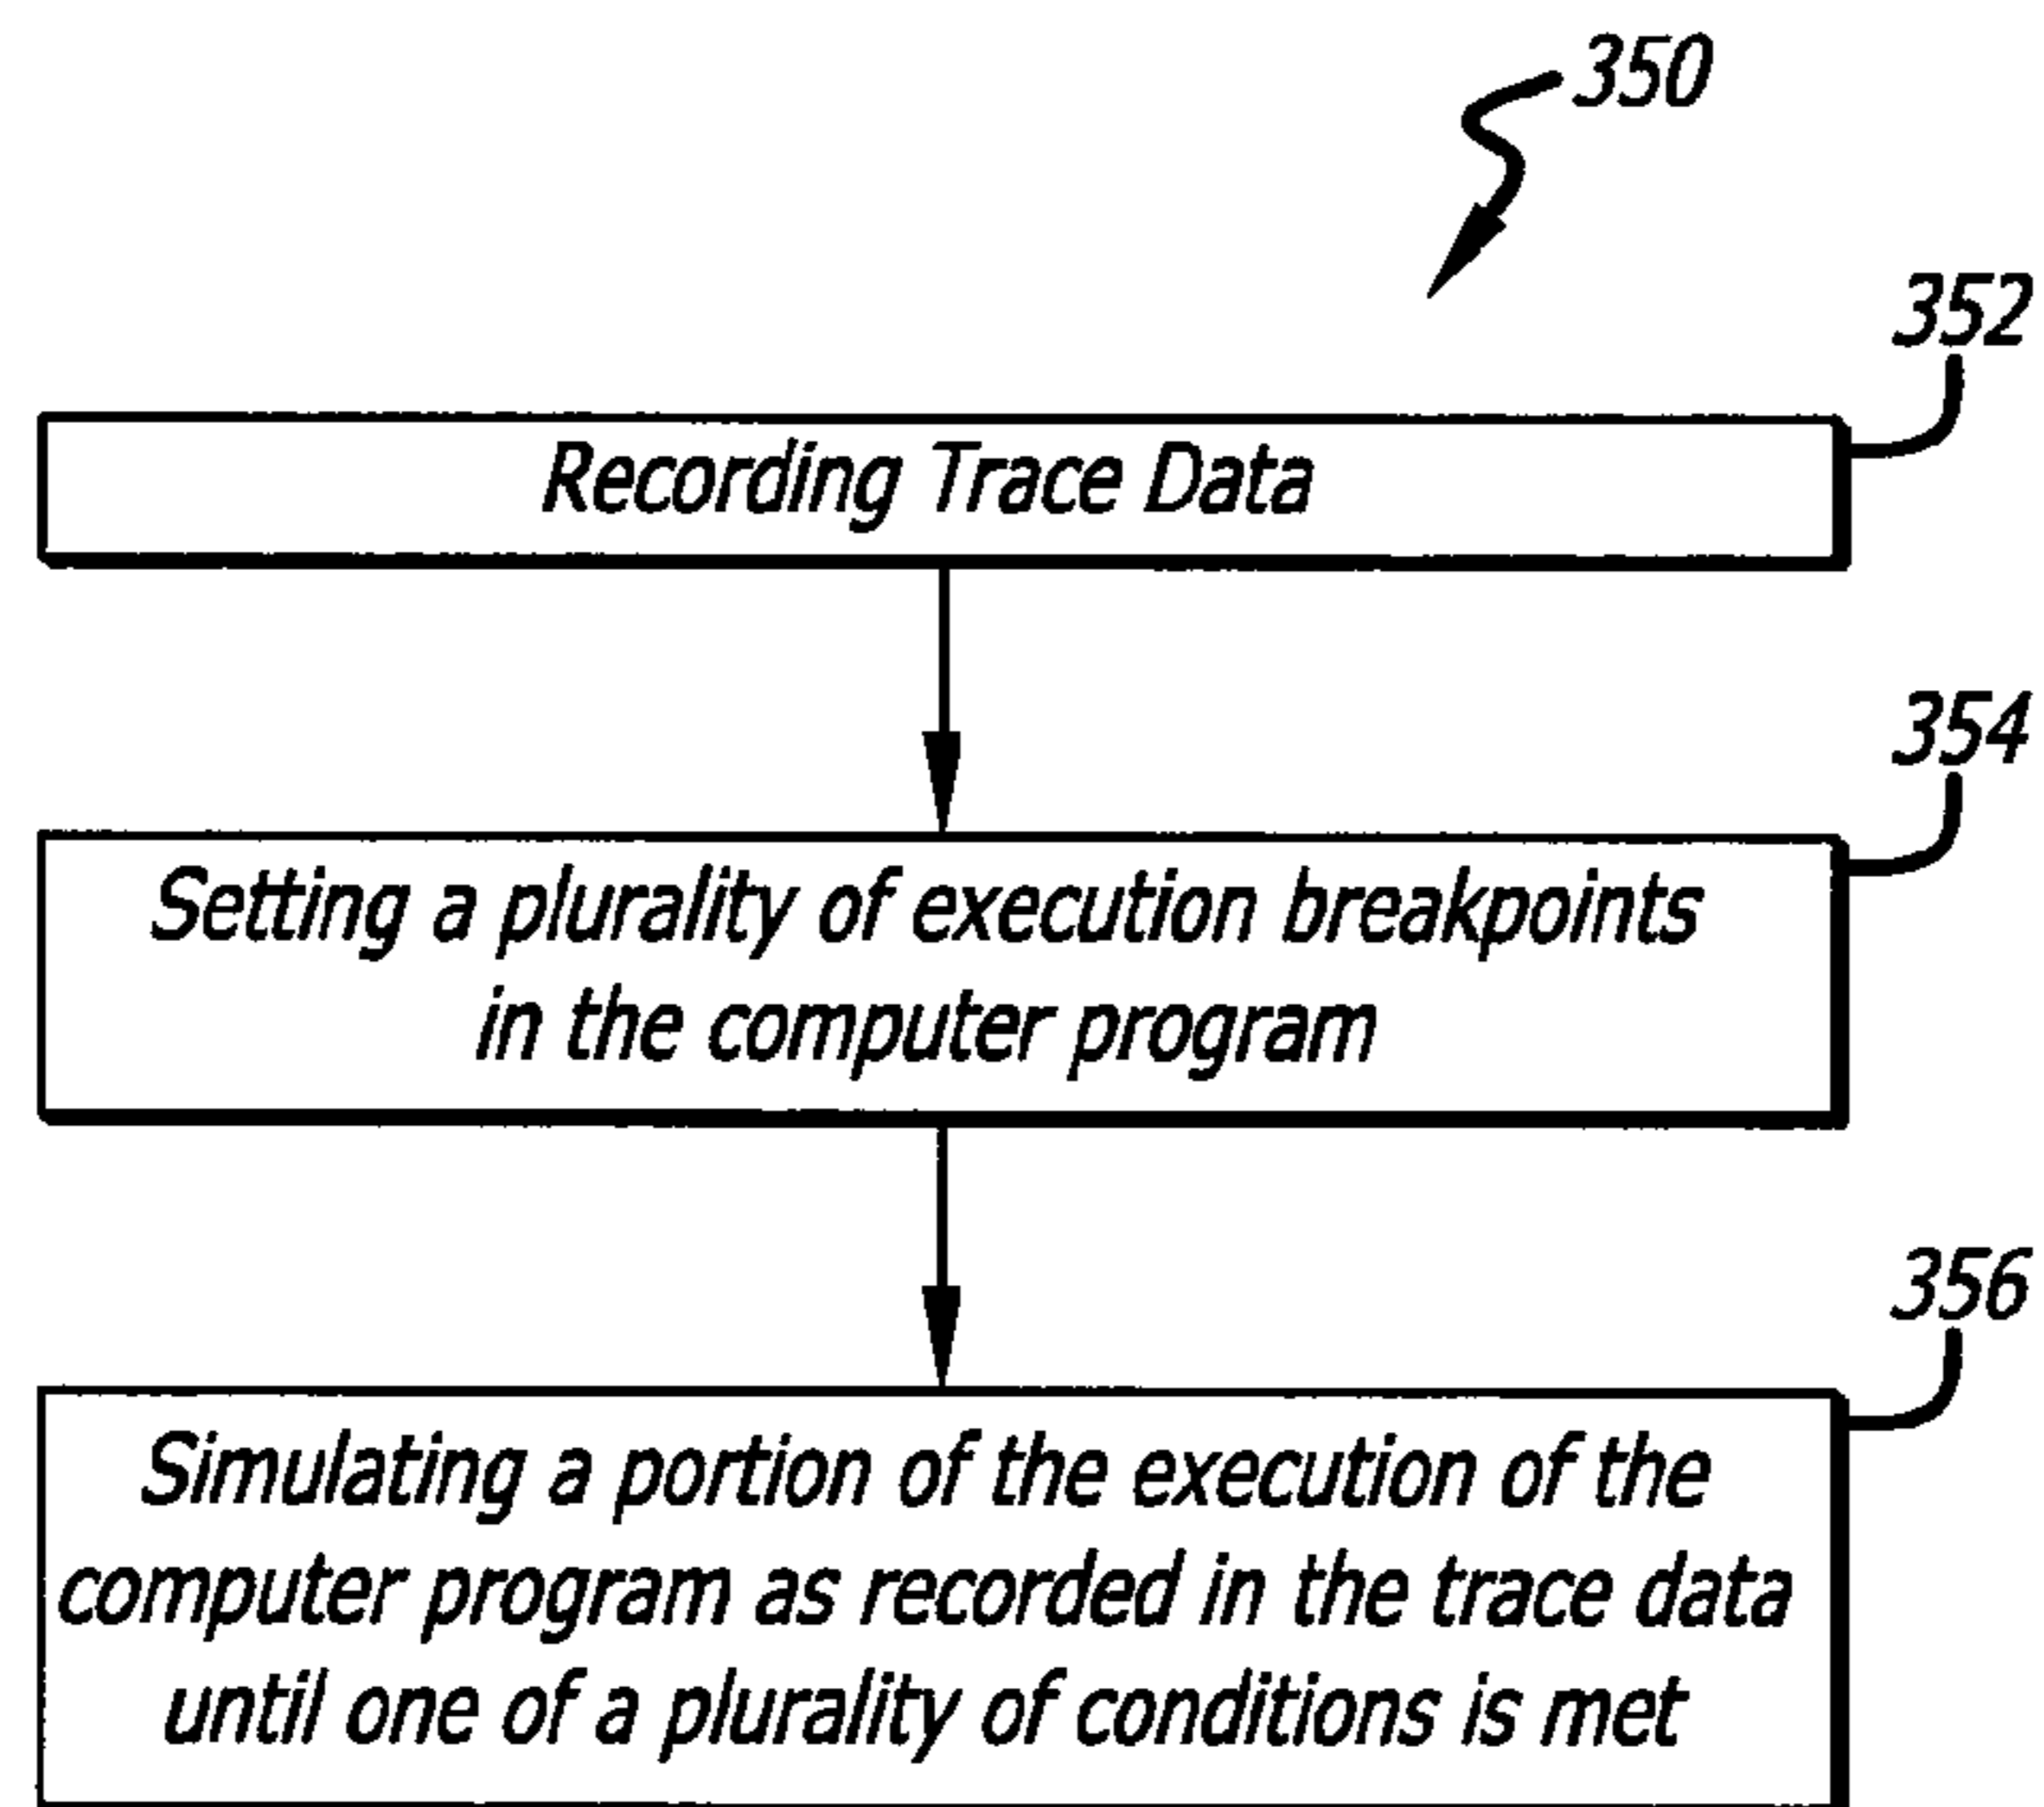 350
352
Recording Trace Data
354
Setting a plurality of execution breakpoints
in the computer program
356
Simulating a portion of the execution of the
computer program as recorded in the trace data
until one of a plurality of conditions is met